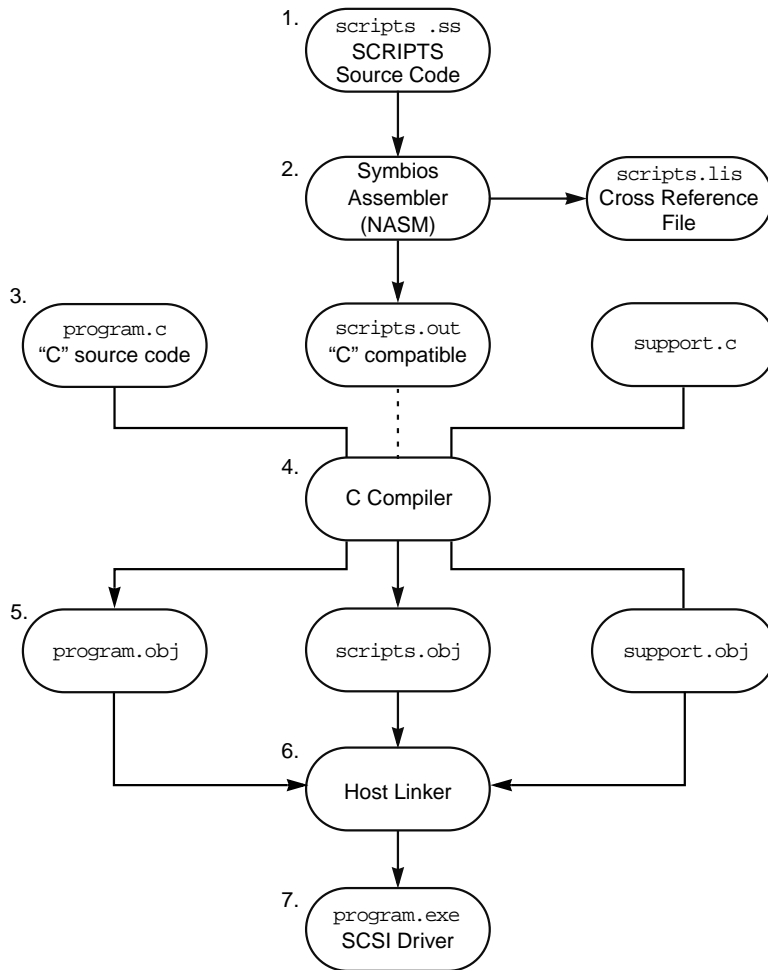 1.
scripts .ss
SCRIPTS
Source Code
2.
Symbios
Assembler
(NASM)
scripts.lis
Cross Reference
File
3.
program.c
“C” source code
scripts.out
“C” compatible
support.c
4.
C Compiler
5.
program.obj
scripts.obj
support.obj
6.
Host Linker
7.
program.exe
SCSI Driver